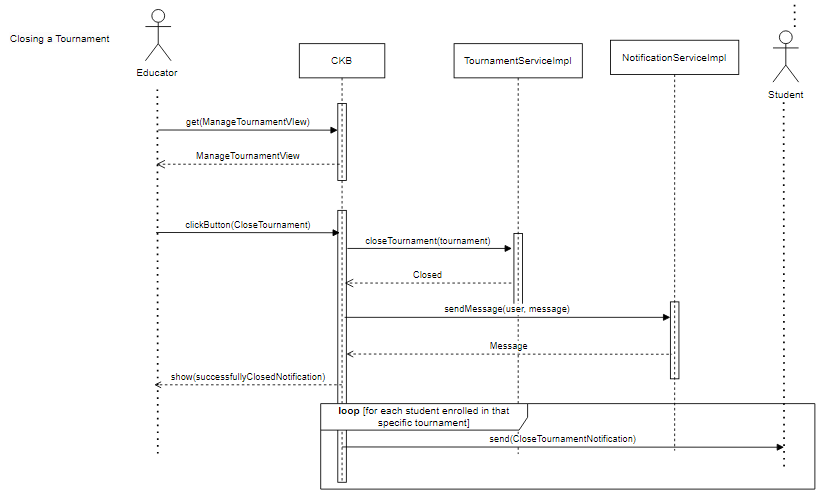 Closing a Tournament
Educator
CKB
TournamentServiceImpl
NotificationServiceImpl
Student
get(ManageTournamentView)
ManageTournamentView
clickButton(CloseTournament)
closeTournament(tournament)
Closed
sendMessage(user, message)
Message
show(successfullyClosedNotification)
loop [for each student enrolled in that
specific tournament]
send(CloseTournamentNotification)